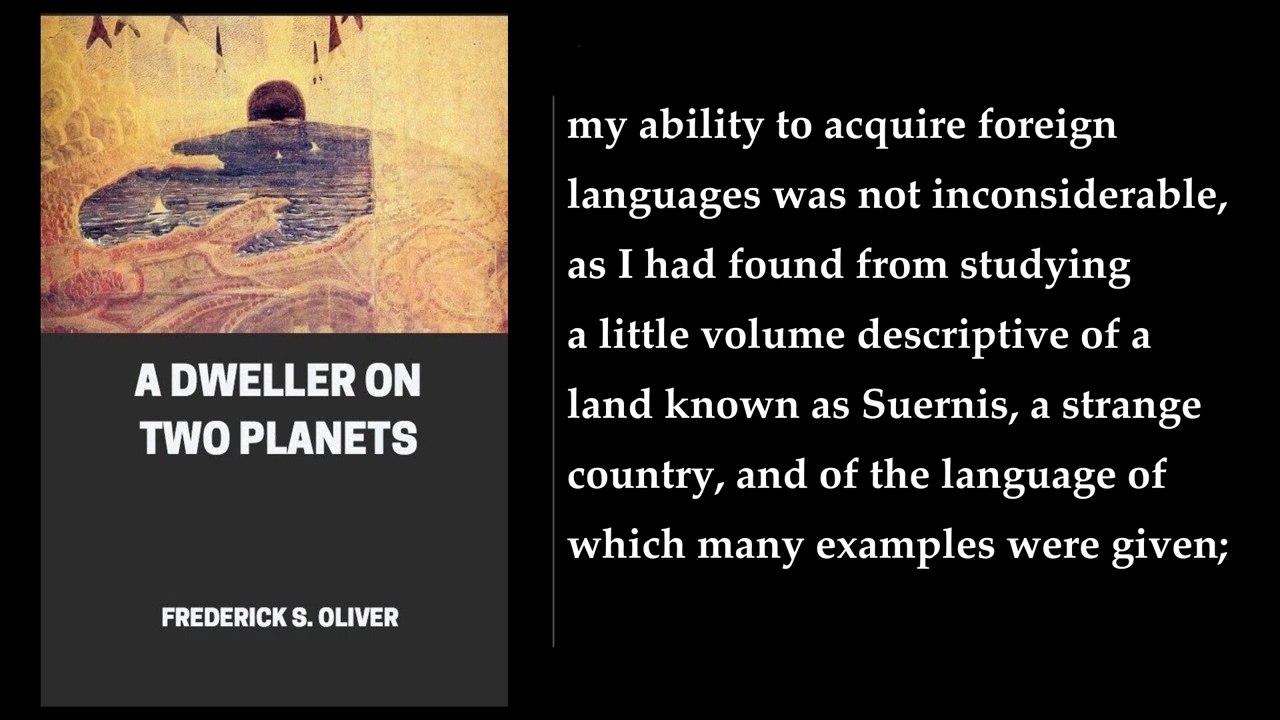 A DWELLER ON
TWO PLANETS
FREDERICK S. OLIVER
my ability to acquire foreign
languages was not inconsiderable,
as I had found from studying
a little volume descriptive of a
land known as Suernis, a strange
country, and of the language of
which many examples were given;